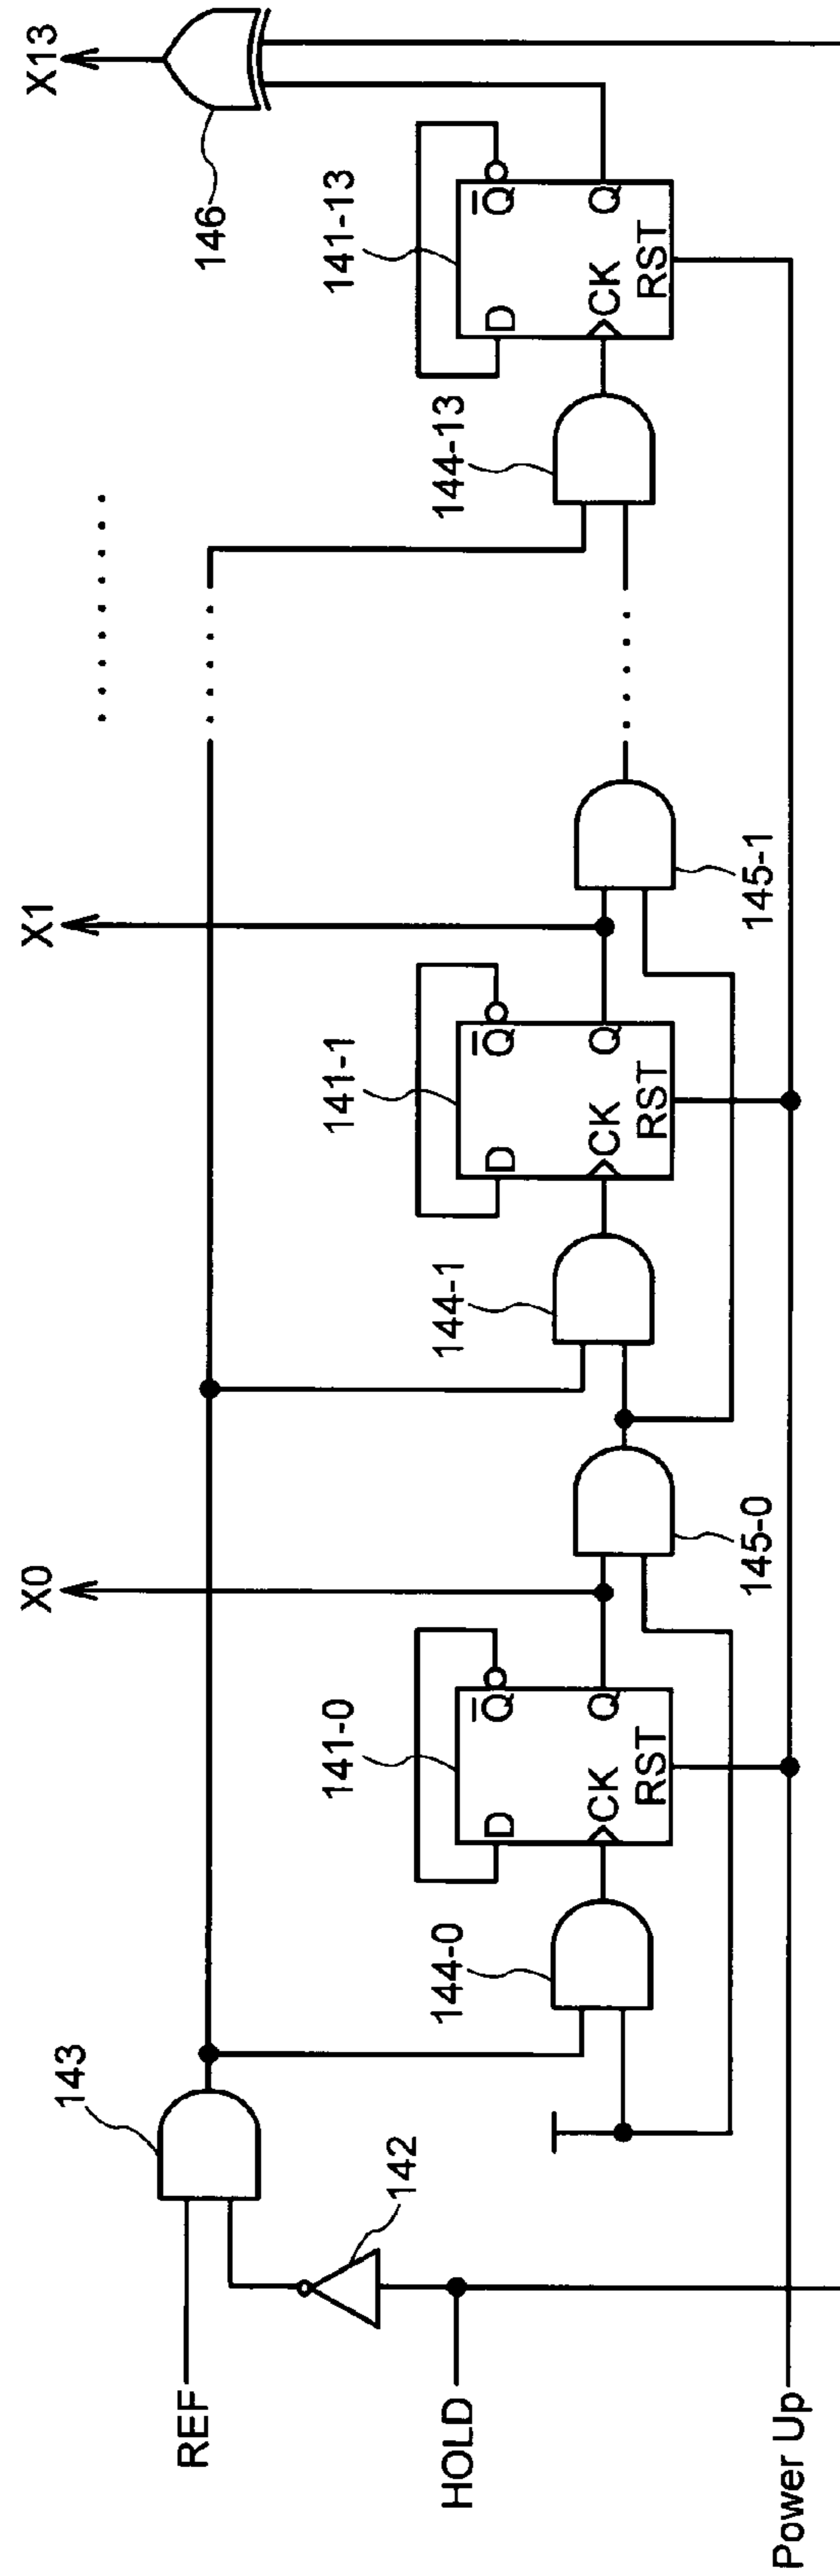 X0
X1
X13
REF
142
143
HOLD
144-0
D
Q̅
CK
Q
RST
141-0
145-0
144-1
D
Q̅
CK
Q
RST
141-1
145-1
144-13
D
Q̅
CK
Q
RST
141-13
146
Power Up